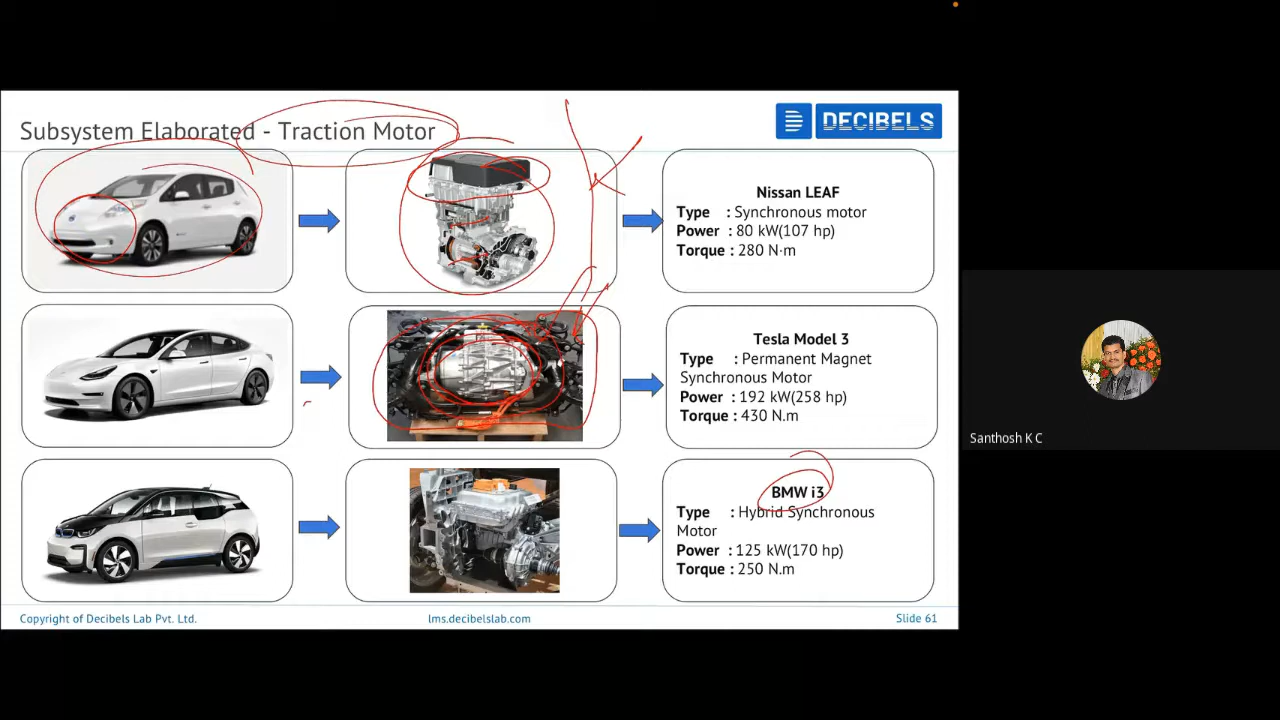 Subsystem Elaborated - Traction Motor
DECIBELS
Nissan LEAF
Type : Synchronous motor
Power : 80 kW(107 hp)
Torque : 280 N·m
Tesla Model 3
Type : Permanent Magnet
Synchronous Motor
Power : 192 kW(258 hp)
Torque : 430 N.m
BMW i3
Type : Hybrid Synchronous
Motor
Power : 125 kW(170 hp)
Torque : 250 N.m
Copyright of Decibels Lab Pvt. Ltd.
lms.decibelslab.com
Slide 61
Santhosh K C